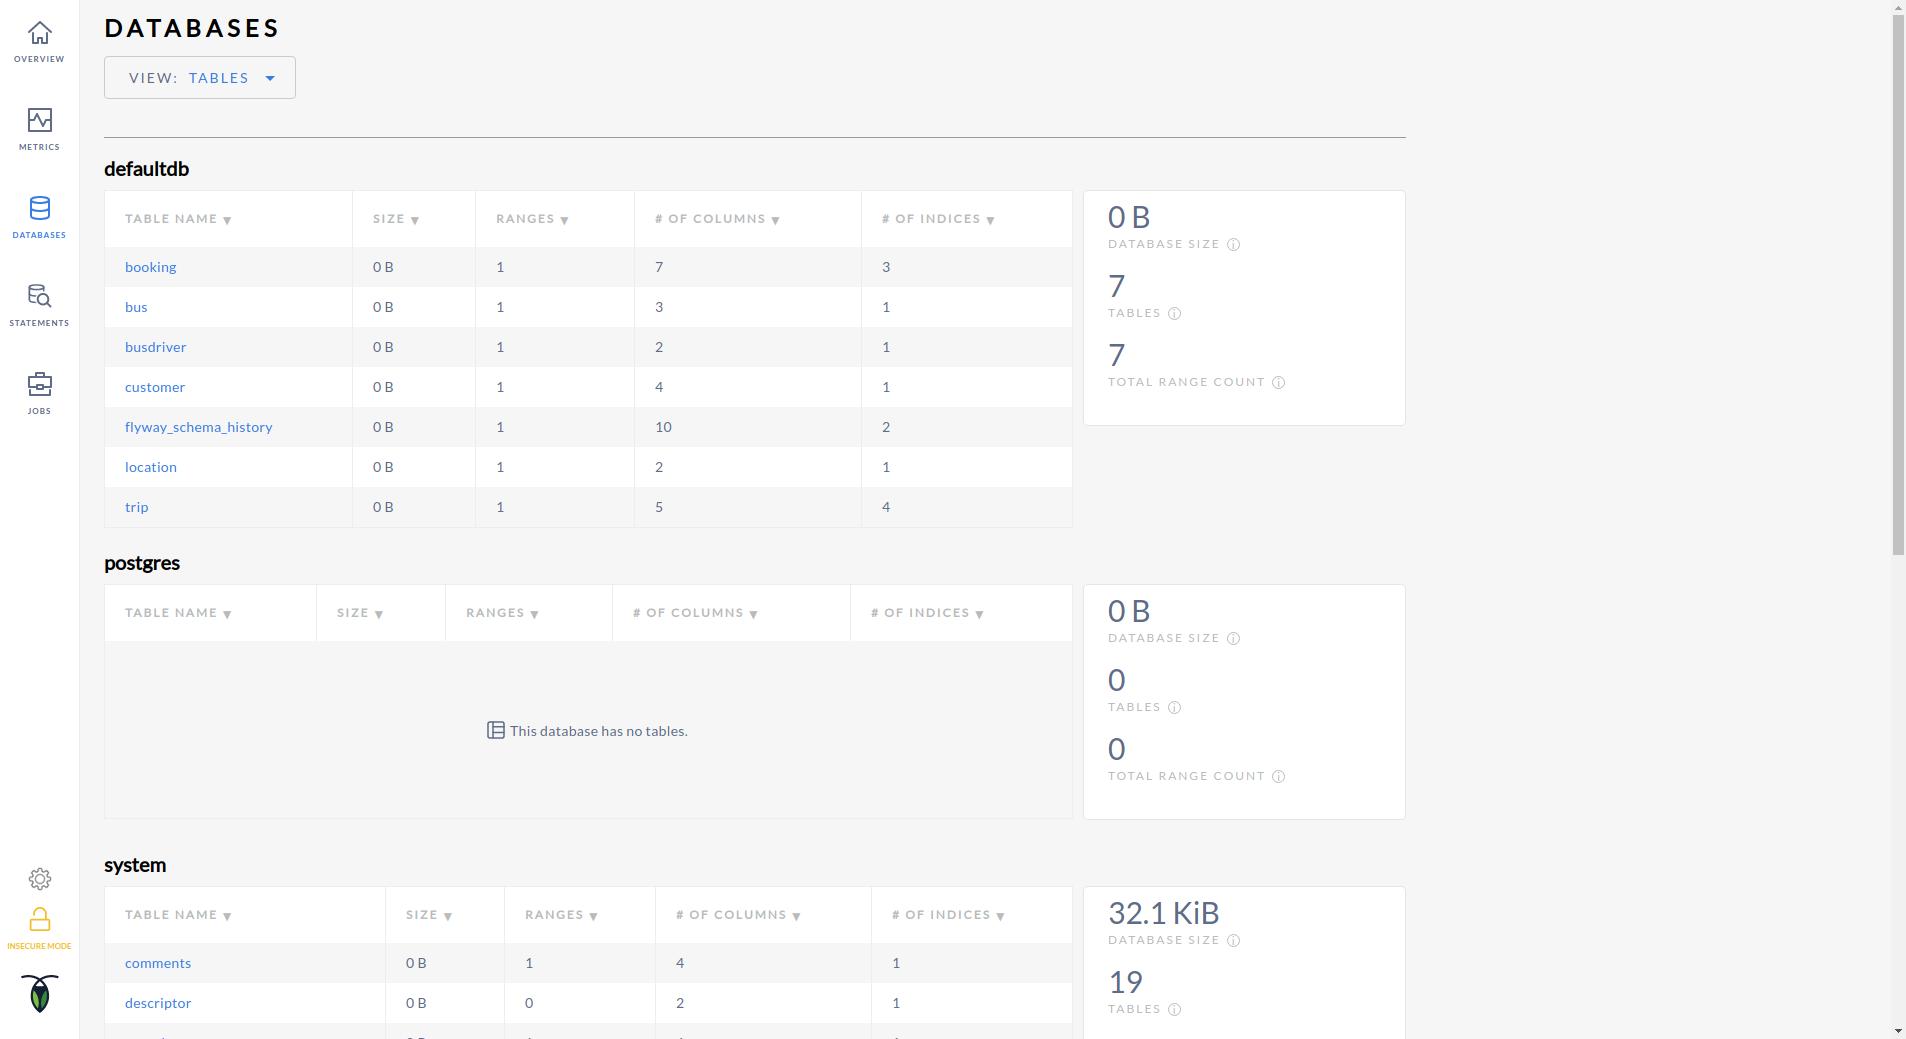 DATABASES
VIEW: TABLES
OVERVIEW
METRICS
DATABASES
STATEMENTS
JOBS
INSECURE MODE
defaultdb
TABLE NAME ▼ SIZE ▼ RANGES ▼ # OF COLUMNS ▼ # OF INDICES ▼
booking 0 B 1 7 3
bus 0 B 1 3 1
busdriver 0 B 1 2 1
customer 0 B 1 4 1
flyway_schema_history 0 B 1 10 2
location 0 B 1 2 1
trip 0 B 1 5 4
0 B
DATABASE SIZE
7
TABLES
7
TOTAL RANGE COUNT
postgres
TABLE NAME ▼ SIZE ▼ RANGES ▼ # OF COLUMNS ▼ # OF INDICES ▼
This database has no tables.
0 B
DATABASE SIZE
0
TABLES
0
TOTAL RANGE COUNT
system
TABLE NAME ▼ SIZE ▼ RANGES ▼ # OF COLUMNS ▼ # OF INDICES ▼
comments 0 B 1 4 1
descriptor 0 B 0 2 1
32.1 KiB
DATABASE SIZE
19
TABLES